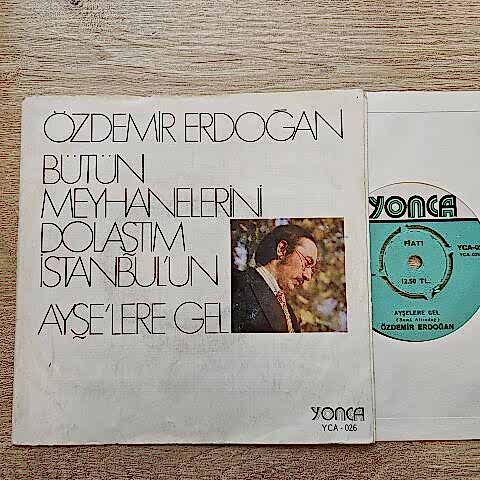 ÖZDEMİR ERDOĞAN
BÜTÜN
MEYHANELERİNİ
DOLAŞTIM
İSTANBUL'UN
AYŞE'LERE GEL
YONCA
YCA - 026
YONCA
FİATI
12.50 TL.
AYŞELERE GEL
ÖZDEMİR ERDOĞAN